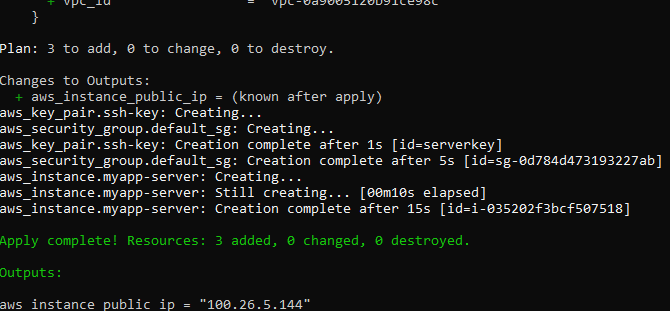 + vpc_id = "vpc-0a9005120b91ce98c"
}
Plan: 3 to add, 0 to change, 0 to destroy.
Changes to Outputs:
+ aws_instance_public_ip = (known after apply)
aws_key_pair.ssh-key: Creating...
aws_security_group.default_sg: Creating...
aws_key_pair.ssh-key: Creation complete after 1s [id=serverkey]
aws_security_group.default_sg: Creation complete after 5s [id=sg-0d784d473193227ab]
aws_instance.myapp-server: Creating...
aws_instance.myapp-server: Still creating... [00m10s elapsed]
aws_instance.myapp-server: Creation complete after 15s [id=i-035202f3bcf507518]
Apply complete! Resources: 3 added, 0 changed, 0 destroyed.
Outputs:
aws_instance_public_ip = "100.26.5.144"